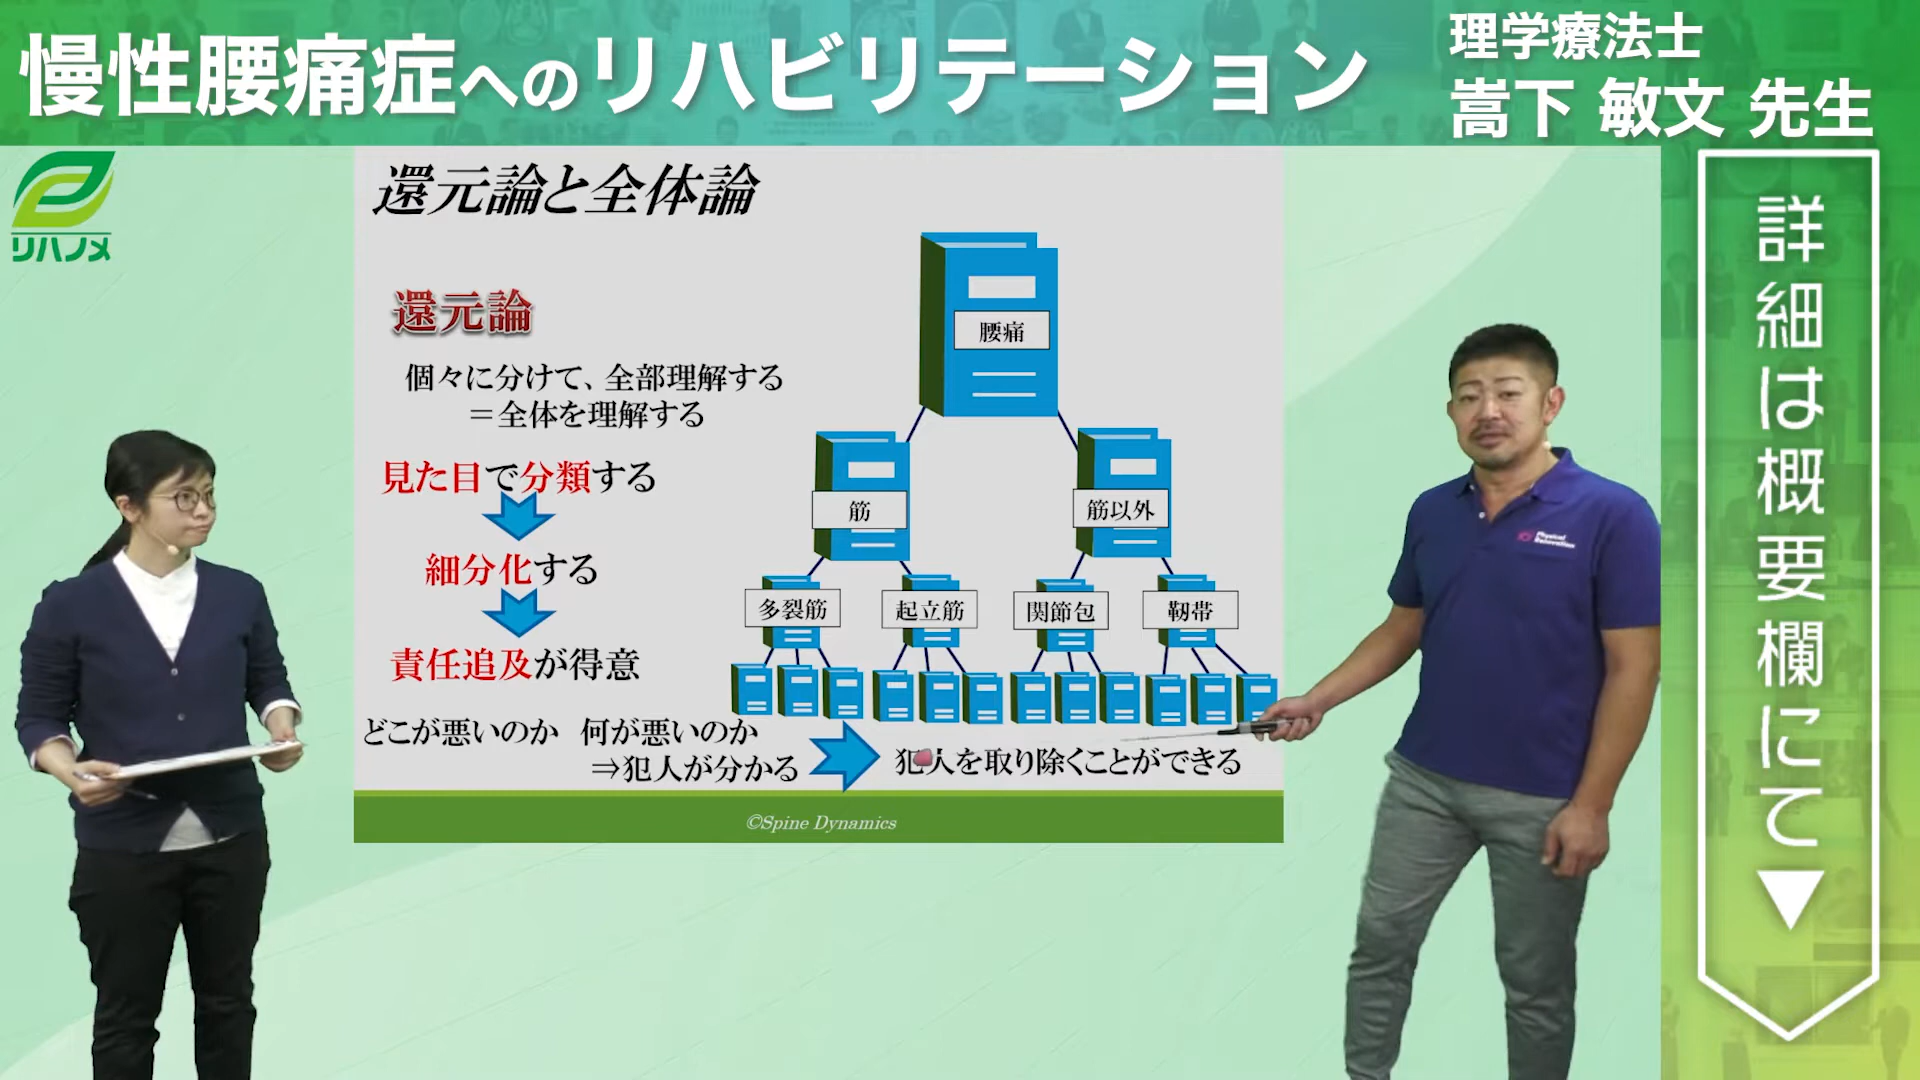 慢性腰痛症へのリハビリテーション
理学療法士
嵩下 敏文 先生
リハノメ
還元論と全体論
還元論
個々に分けて、全部理解する
＝全体を理解する
見た目で分類する
細分化する
責任追及が得意
どこが悪いのか 何が悪いのか
⇒犯人が分かる
犯人を取り除くことができる
腰痛
筋
筋以外
多裂筋
起立筋
関節包
靭帯
©Spine Dynamics
Physical
詳細は概要欄にて▼